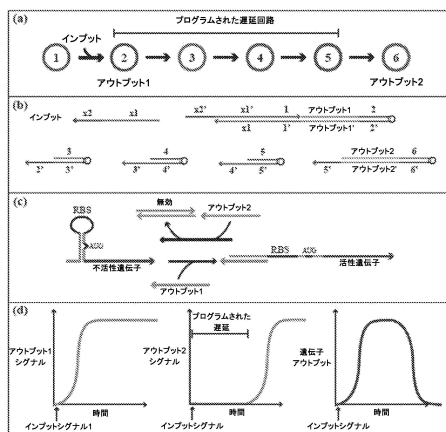 (a)
プログラムされた遅延回路
インプット
1 2 3 4 5 6
アウトプット1 アウトプット2
(b)
インプット x2 x1
x2' x1' 1 アウトプット1 2
x1 1' アウトプット1' 2'
3 4 5 アウトプット2 6
2' 3' 3' 4' 4' 5' 5' アウトプット2' 6'
(c)
RBS
AUG
不活性遺伝子
無効
アウトプット2
アウトプット1
RBS AUG
活性遺伝子
(d)
アウトプット1
シグナル
時間
インプットシグナル1
プログラムされた
遅延
アウトプット2
シグナル
時間
インプットシグナル
遺伝子
アウトプット
時間
インプットシグナル